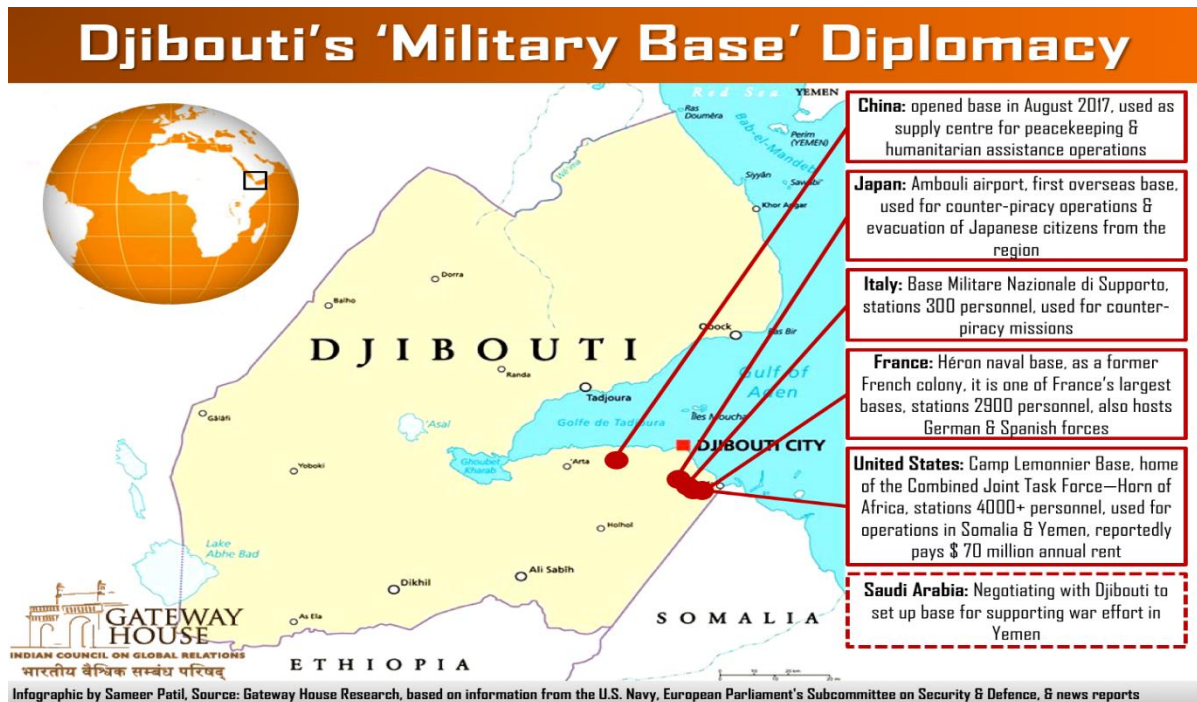 Djibouti's 'Military Base' Diplomacy
Red Sea
YEMEN
Ras
Doumêra
Bab-el-Mandeb
Perim
(YEMEN)
We'ima
Siyyân
Sawâbi'
Khor Angar
Dorra
Balho
DJIBOUTI
Obock
Ras Bir
Randa
Gulf of
Aden
Tadjoura
Galafi
'Asal
Golfe de Tadjoura
Îles Moucha
DJIBOUTI CITY
Ghoubbet
Kharab
'Arta
Yoboki
Holhol
Lake
Abhe Bad
Ali Sabîh
Dikhil
As Ela
SOMALIA
ETHIOPIA
China: opened base in August 2017, used as
supply centre for peacekeeping &
humanitarian assistance operations
Japan: Ambouli airport, first overseas base,
used for counter-piracy operations &
evacuation of Japanese citizens from the
region
Italy: Base Militare Nazionale di Supporto,
stations 300 personnel, used for counter-
piracy missions
France: Héron naval base, as a former
French colony, it is one of France's largest
bases, stations 2900 personnel, also hosts
German & Spanish forces
United States: Camp Lemonnier Base, home
of the Combined Joint Task Force—Horn of
Africa, stations 4000+ personnel, used for
operations in Somalia & Yemen, reportedly
pays $ 70 million annual rent
Saudi Arabia: Negotiating with Djibouti to
set up base for supporting war effort in
Yemen
GATEWAY
HOUSE
INDIAN COUNCIL ON GLOBAL RELATIONS
भारतीय वैश्विक सम्बंध परिषद्
Infographic by Sameer Patil, Source: Gateway House Research, based on information from the U.S. Navy, European Parliament's Subcommittee on Security & Defence, & news reports